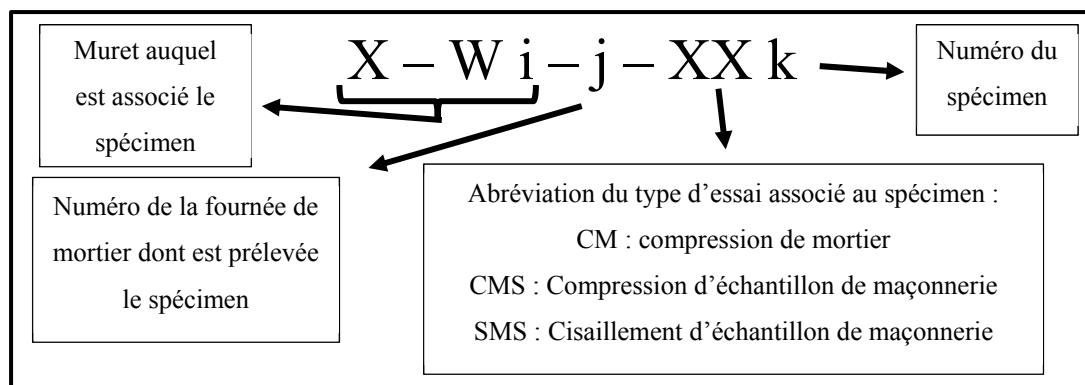 Muret auquel
est associé le
spécimen
X – W i – j – XX k
Numéro du
spécimen
Numéro de la fournée de
mortier dont est prélevée
le spécimen
Abréviation du type d’essai associé au spécimen :
CM : compression de mortier
CMS : Compression d’échantillon de maçonnerie
SMS : Cisaillement d’échantillon de maçonnerie